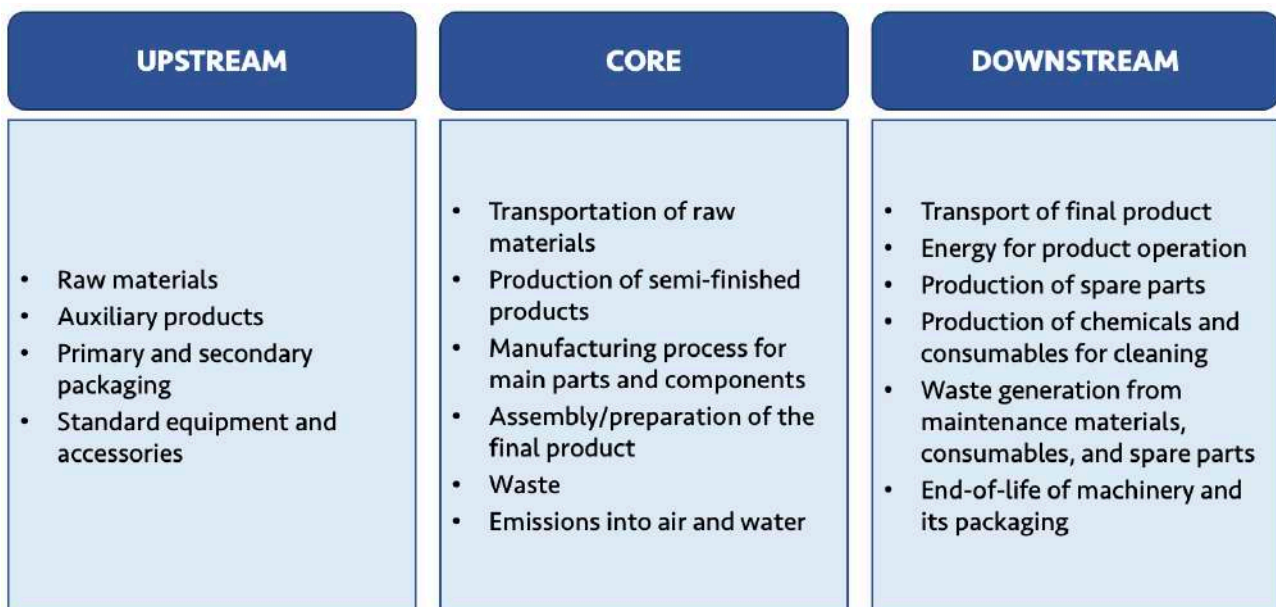 UPSTREAM
• Raw materials
• Auxiliary products
• Primary and secondary
packaging
• Standard equipment and
accessories
CORE
• Transportation of raw
materials
• Production of semi-finished
products
• Manufacturing process for
main parts and components
• Assembly/preparation of the
final product
• Waste
• Emissions into air and water
DOWNSTREAM
• Transport of final product
• Energy for product operation
• Production of spare parts
• Production of chemicals and
consumables for cleaning
• Waste generation from
maintenance materials,
consumables, and spare parts
• End-of-life of machinery and
its packaging